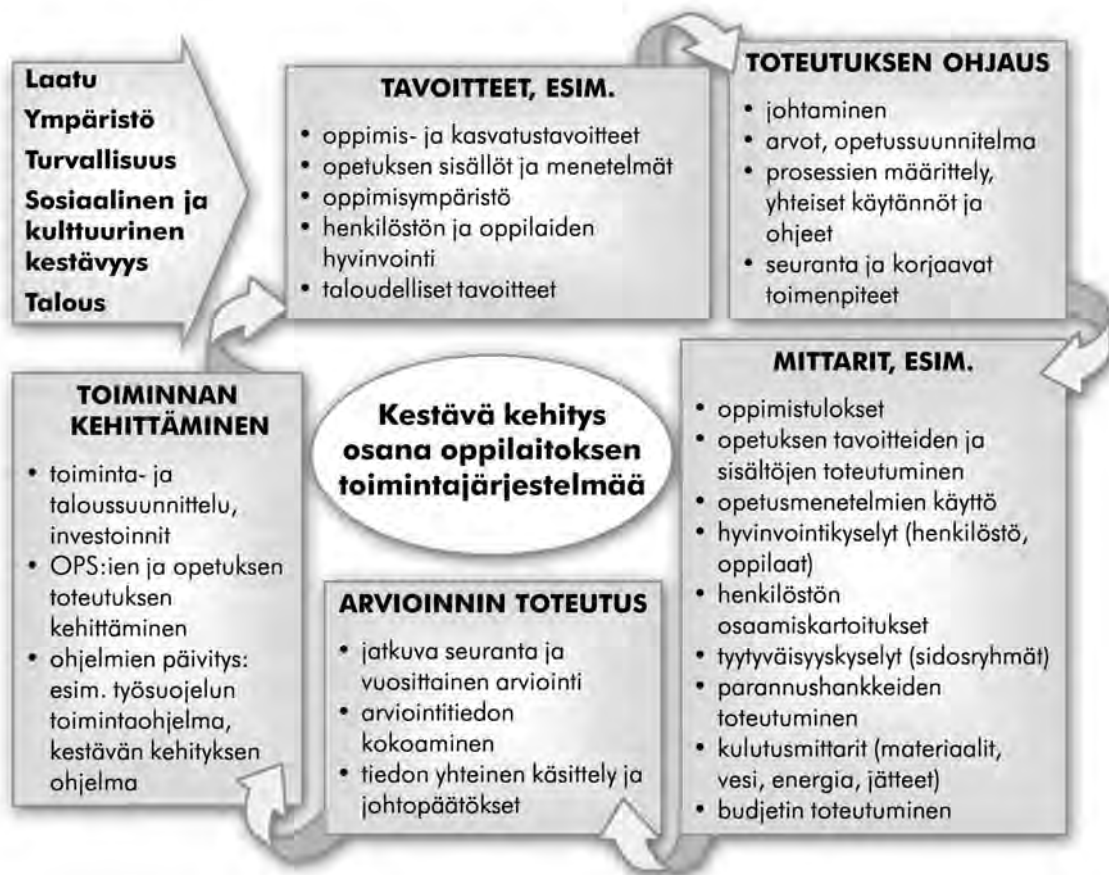 Laatu
Ympäristö
Turvallisuus
Sosiaalinen ja
kulttuurinen
kestävyys
Talous
TAVOITTEET, ESIM.
• oppimis- ja kasvatustavoitteet
• opetuksen sisällöt ja menetelmät
• oppimisympäristö
• henkilöstön ja oppilaiden
hyvinvointi
• taloudelliset tavoitteet
TOTEUTUKSEN OHJAUS
• johtaminen
• arvot, opetussuunnitelma
• prosessien määrittely,
yhteiset käytännöt ja
ohjeet
• seuranta ja korjaavat
toimenpiteet
MITTARIT, ESIM.
• oppimistulokset
• opetuksen tavoitteiden ja
sisältöjen toteutuminen
• opetusmenetelmien käyttö
• hyvinvointikyselyt (henkilöstö,
oppilaat)
• henkilöstön
osaamiskartoitukset
• tyytyväisyyskyselyt (sidosryhmät)
• parannushankkeiden
toteutuminen
• kulutusmittarit (materiaalit,
vesi, energia, jätteet)
• budjetin toteutuminen
ARVIOINNIN TOTEUTUS
• jatkuva seuranta ja
vuosittainen arviointi
• arviointitiedon
kokoaminen
• tiedon yhteinen käsittely ja
johtopäätökset
TOIMINNAN
KEHITTÄMINEN
• toiminta- ja
taloussuunnittelu,
investoinnit
• OPS:ien ja opetuksen
toteutuksen
kehittäminen
• ohjelmien päivitys:
esim. työsuojelun
toimintaohjelma,
kestävän kehityksen
ohjelma
Kestävä kehitys
osana oppilaitoksen
toimintajärjestelmää